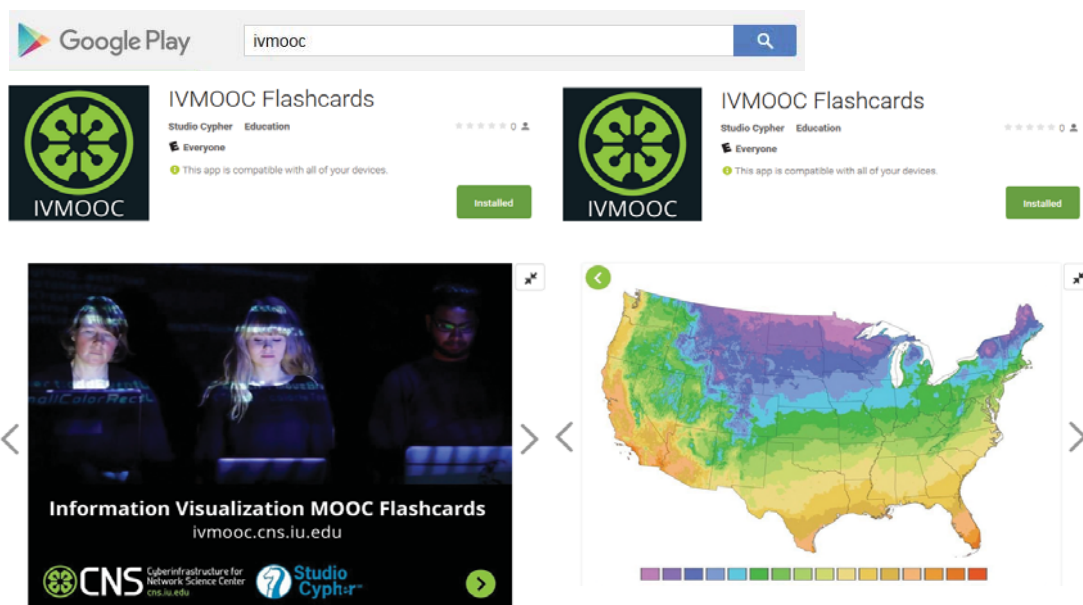 Google Play
ivmooc
IVMOOC Flashcards
Studio Cypher Education
0
Everyone
This app is compatible with all of your devices.
Installed
IVMOOC
IVMOOC Flashcards
Studio Cypher Education
0
Everyone
This app is compatible with all of your devices.
Installed
IVMOOC
Information Visualization MOOC Flashcards
ivmooc.cns.iu.edu
CNS
Cyberinfrastructure for
Network Science Center
cns.iu.edu
Studio
Cypher